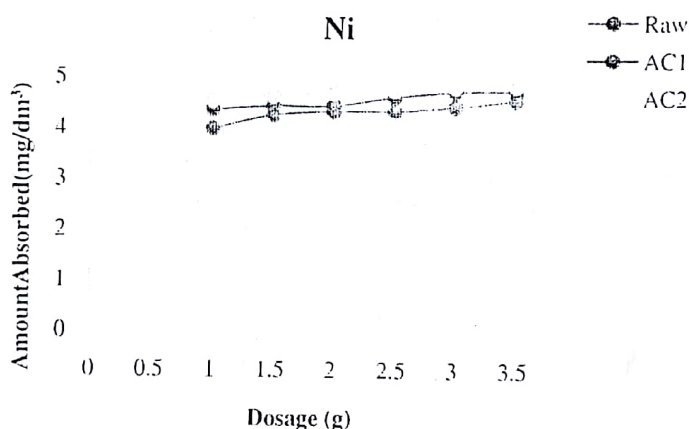 Ni
Raw
AC1
AC2
AmountAbsorbed(mg/dm³)
5
4
3
2
1
0
0 0.5 1 1.5 2 2.5 3 3.5
Dosage (g)